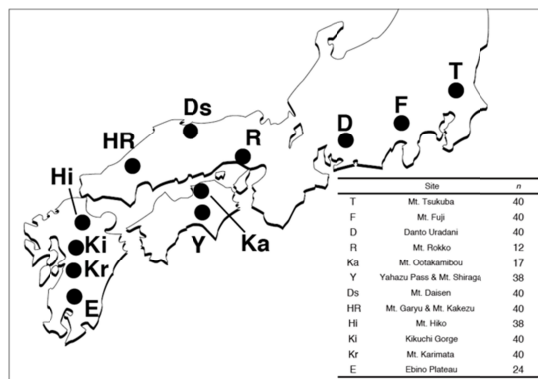 T
F
D
Ds
R
HR
Hi
Ki
Kr
E
Y
Ka
Site n
T Mt. Tsukuba 40
F Mt. Fuji 40
D Danto Uradani 40
R Mt. Rokko 12
Ka Mt. Ootakamibou 17
Y Yahazu Pass & Mt. Shiraga 38
Ds Mt. Daisen 40
HR Mt. Garyu & Mt. Kakezu 40
Hi Mt. Hiko 38
Ki Kikuchi Gorge 40
Kr Mt. Karimata 40
E Ebino Plateau 24